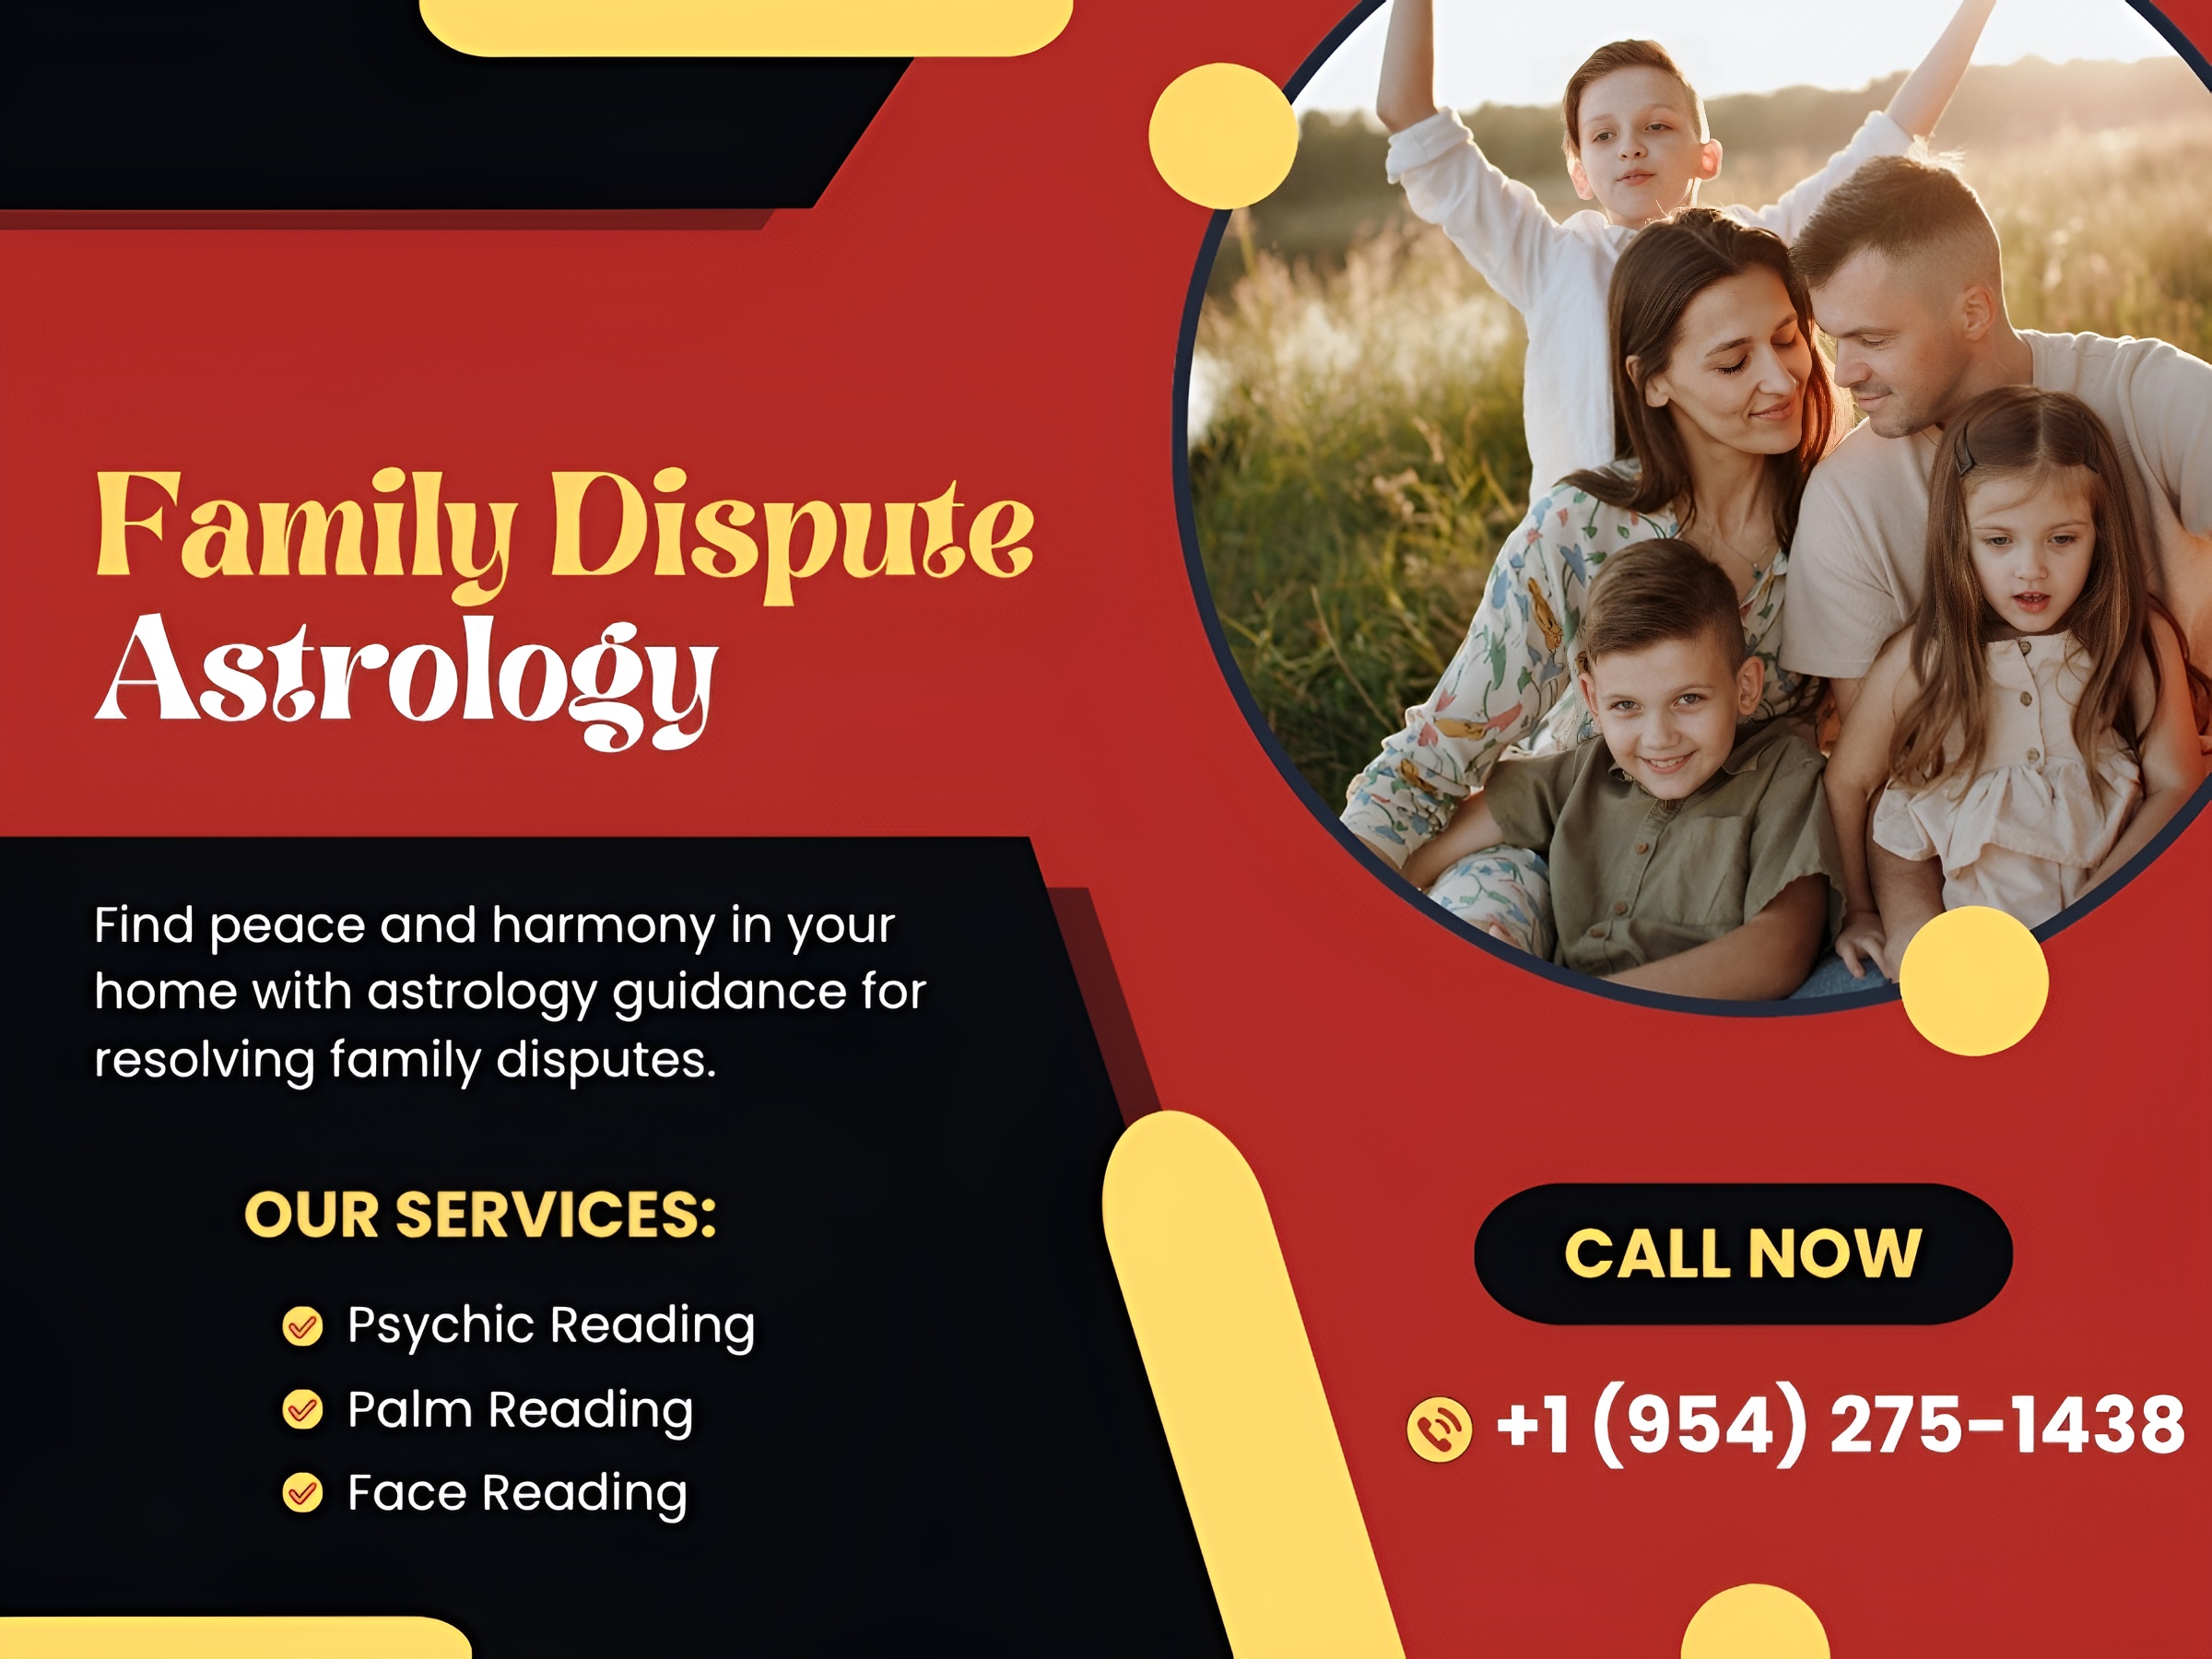 Family Dispute
Astrology
Find peace and harmony in your
home with astrology guidance for
resolving family disputes.
OUR SERVICES:
Psychic Reading
Palm Reading
Face Reading
CALL NOW
+1 (954) 275-1438